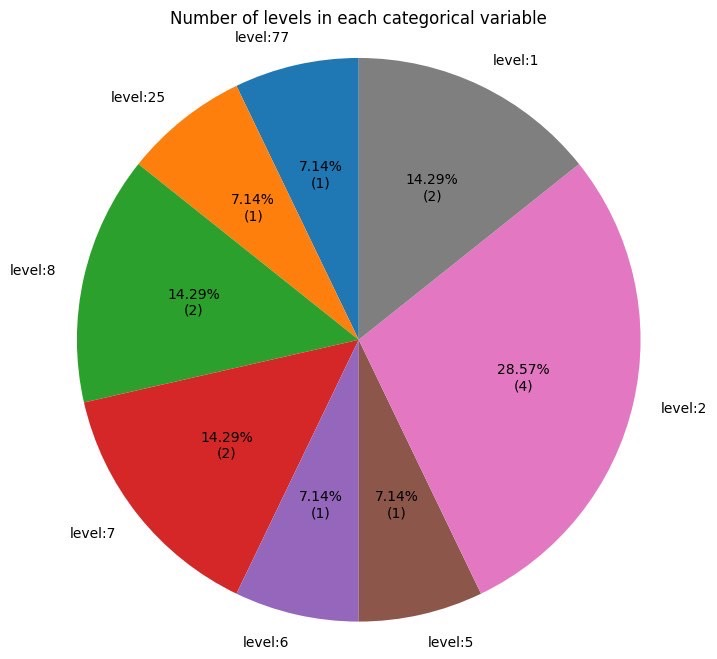 Number of levels in each categorical variable
level:77
level:1
level:25
7.14%
(1)
14.29%
(2)
7.14%
(1)
level:8
14.29%
(2)
28.57%
(4)
level:2
14.29%
(2)
7.14%
(1)
7.14%
(1)
level:7
level:6
level:5